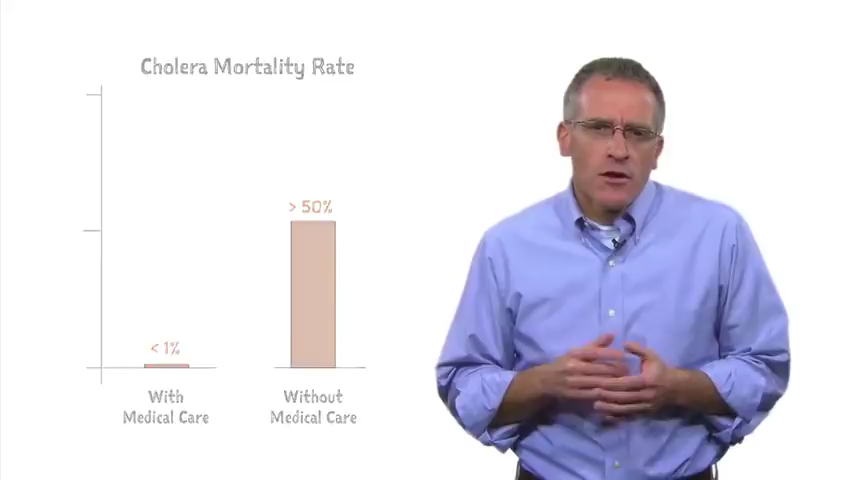 Cholera Mortality Rate
> 50%
< 1%
With
Medical Care
Without
Medical Care